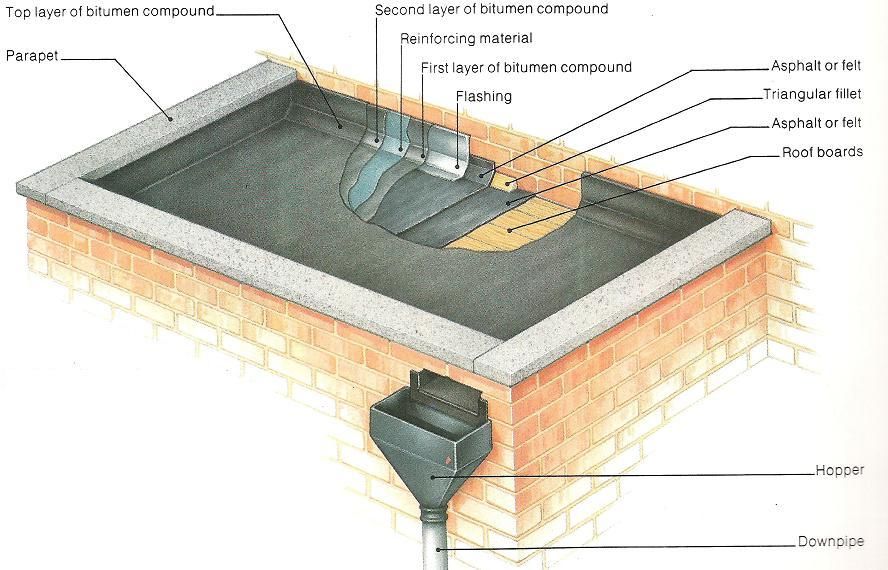 Top layer of bitumen compound
Second layer of bitumen compound
Parapet
Reinforcing material
First layer of bitumen compound
Flashing
Asphalt or felt
Triangular fillet
Asphalt or felt
Roof boards
Hopper
Downpipe